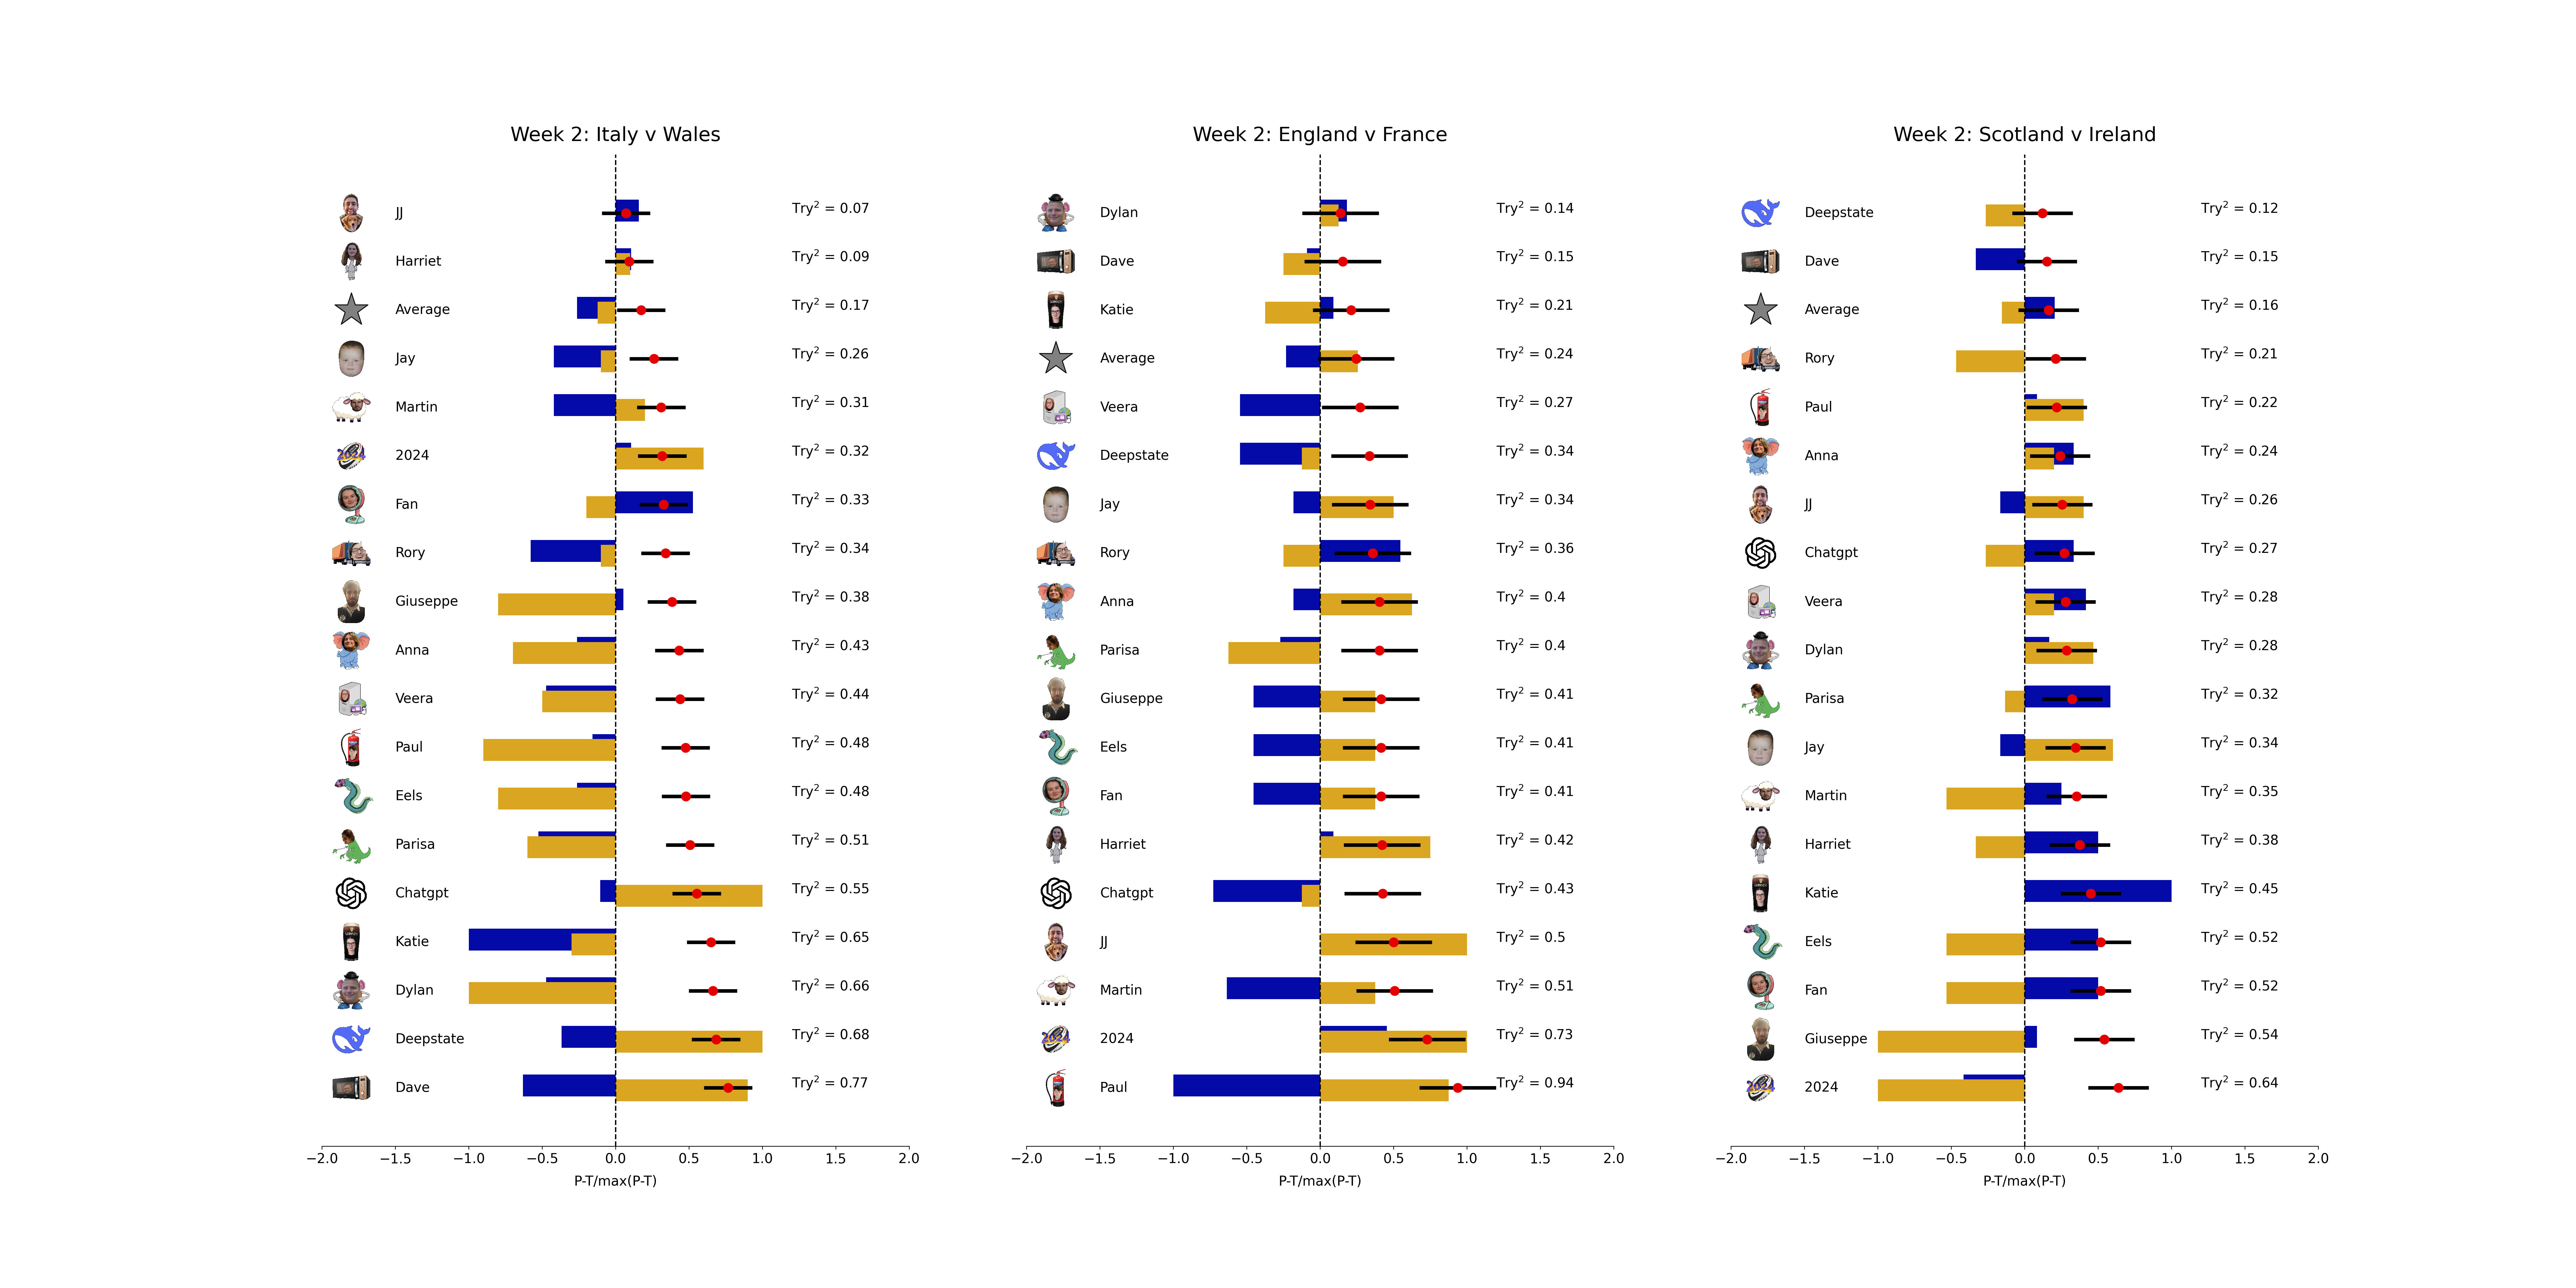 Week 2: Italy v Wales
JJ Try² = 0.07
Harriet Try² = 0.09
Average Try² = 0.17
Jay Try² = 0.26
Martin Try² = 0.31
2024 2024 Try² = 0.32
Fan Try² = 0.33
Rory Try² = 0.34
Giuseppe Try² = 0.38
Anna Try² = 0.43
Veera Try² = 0.44
Paul Try² = 0.48
Eels Try² = 0.48
Parisa Try² = 0.51
Chatgpt Try² = 0.55
Katie Try² = 0.65
Dylan Try² = 0.66
Deepstate Try² = 0.68
Dave Try² = 0.77
−2.0 −1.5 −1.0 −0.5 0.0 0.5 1.0 1.5 2.0
P-T/max(P-T)
Week 2: England v France
Dylan Try² = 0.14
Dave Try² = 0.15
Katie Try² = 0.21
Average Try² = 0.24
Veera Try² = 0.27
Deepstate Try² = 0.34
Jay Try² = 0.34
Rory Try² = 0.36
Anna Try² = 0.4
Parisa Try² = 0.4
Giuseppe Try² = 0.41
Eels Try² = 0.41
Fan Try² = 0.41
Harriet Try² = 0.42
Chatgpt Try² = 0.43
JJ Try² = 0.5
Martin Try² = 0.51
2024 2024 Try² = 0.73
Paul Try² = 0.94
−2.0 −1.5 −1.0 −0.5 0.0 0.5 1.0 1.5 2.0
P-T/max(P-T)
Week 2: Scotland v Ireland
Deepstate Try² = 0.12
Dave Try² = 0.15
Average Try² = 0.16
Rory Try² = 0.21
Paul Try² = 0.22
Anna Try² = 0.24
JJ Try² = 0.26
Chatgpt Try² = 0.27
Veera Try² = 0.28
Dylan Try² = 0.28
Parisa Try² = 0.32
Jay Try² = 0.34
Martin Try² = 0.35
Harriet Try² = 0.38
Katie Try² = 0.45
Eels Try² = 0.52
Fan Try² = 0.52
Giuseppe Try² = 0.54
2024 2024 Try² = 0.64
−2.0 −1.5 −1.0 −0.5 0.0 0.5 1.0 1.5 2.0
P-T/max(P-T)